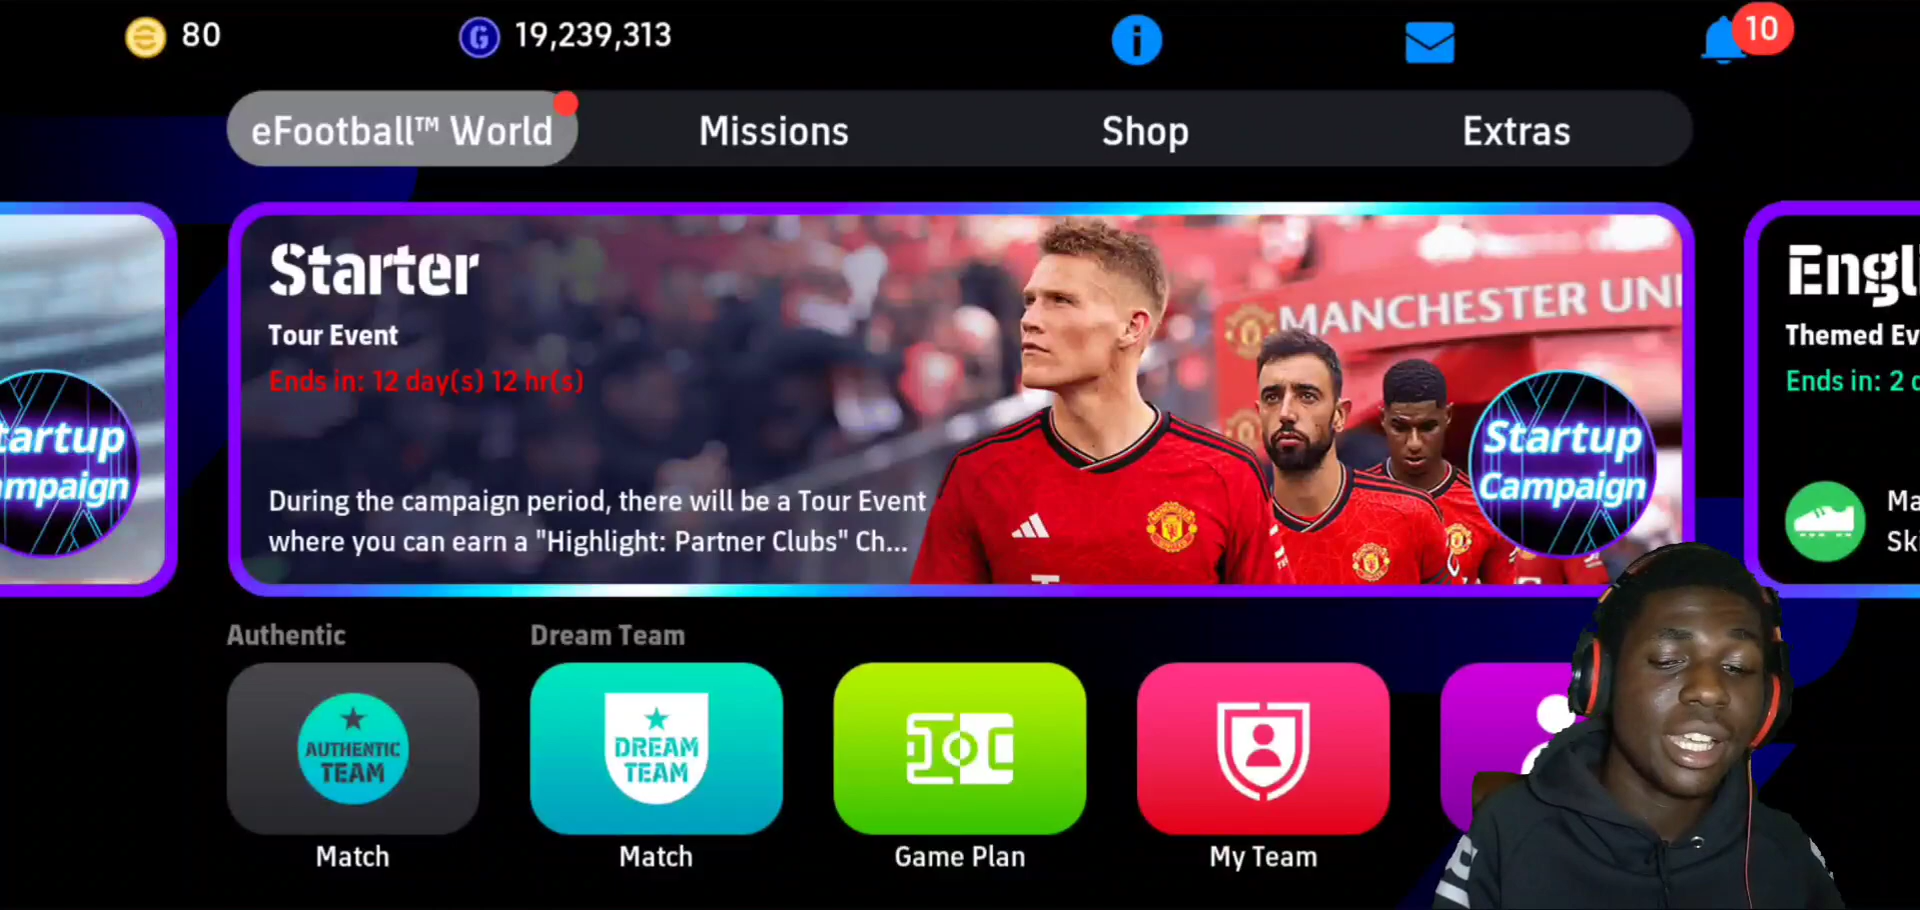 80
19,239,313
10
eFootball™ World
Missions
Shop
Extras
Starter
Tour Event
Ends in: 12 day(s) 12 hr(s)
During the campaign period, there will be a Tour Event
where you can earn a "Highlight: Partner Clubs" Ch...
MANCHESTER UNI
Startup
Campaign
tartup
ampaign
Engli
Themed Ev
Ends in: 2 d
Ma
Ski
Authentic
Dream Team
AUTHENTIC
TEAM
DREAM
TEAM
Match
Match
Game Plan
My Team